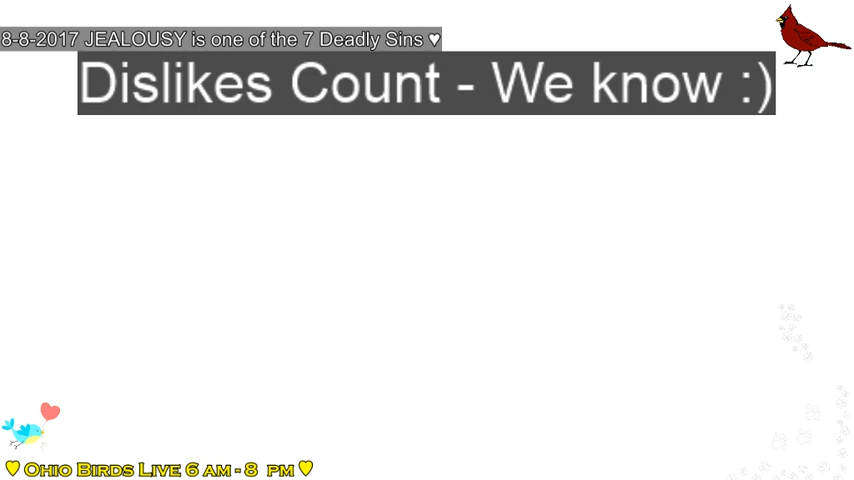 8-8-2017 JEALOUSY is one of the 7 Deadly Sins ♥
Dislikes Count - We know :)
♥ OHIO BIRDS LIVE 6 AM - 8 PM ♥